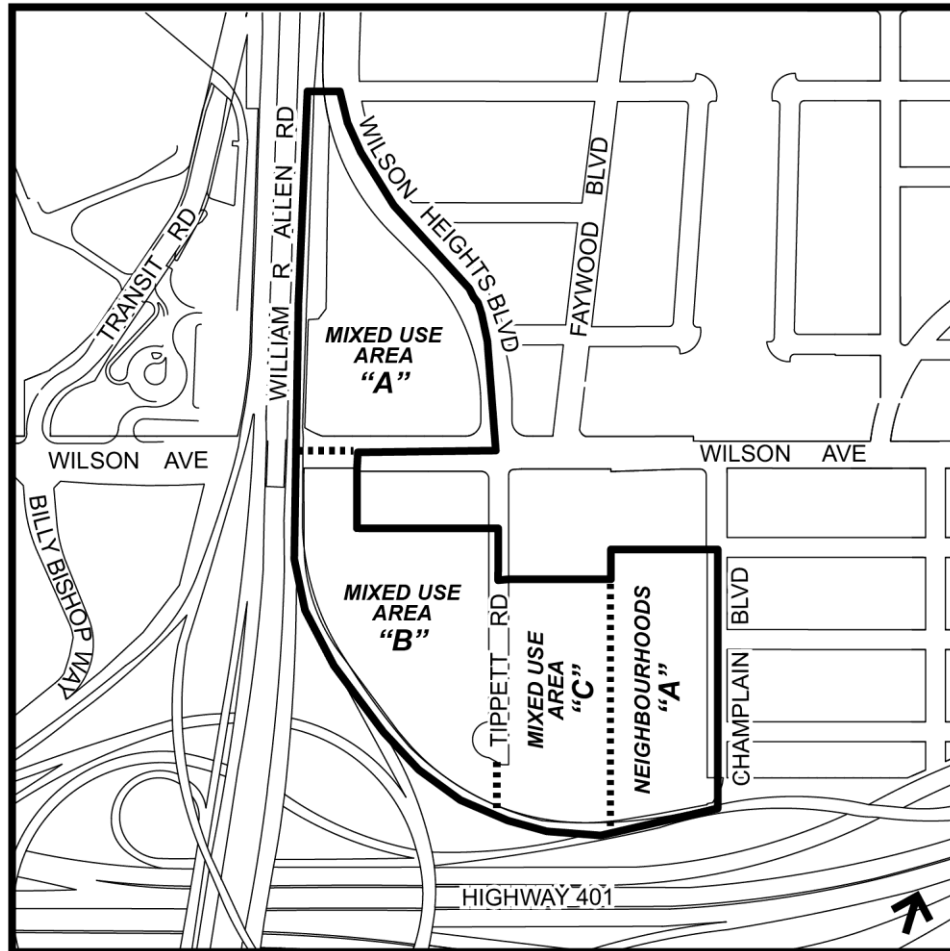 WILLIAM R ALLEN RD
WILSON HEIGHTS BLVD
FAYWOOD BLVD
TRANSIT RD
MIXED USE
AREA
“A”
WILSON AVE
WILSON AVE
BILLY BISHOP WAY
MIXED USE
AREA
“B”
TIPPETT RD
MIXED USE
AREA
“C”
NEIGHBOURHOODS
“A”
CHAMPLAIN BLVD
HIGHWAY 401